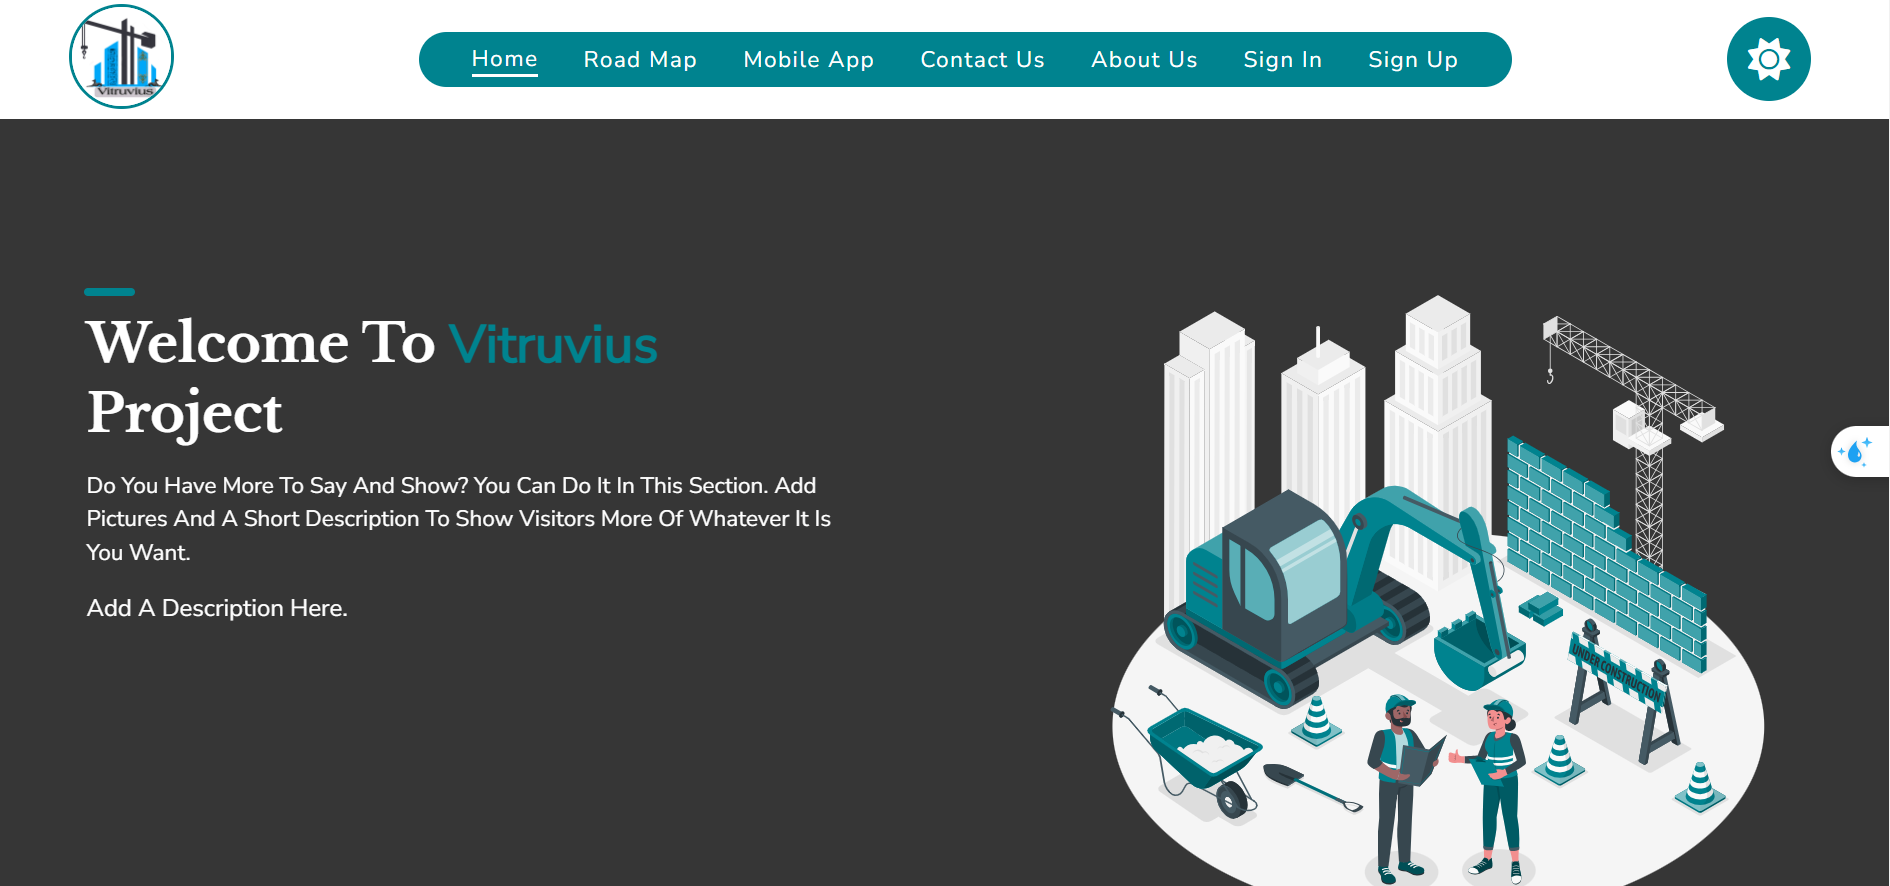 Vitruvius
Home Road Map Mobile App Contact Us About Us Sign In Sign Up
Welcome To Vitruvius
Project
Do You Have More To Say And Show? You Can Do It In This Section. Add
Pictures And A Short Description To Show Visitors More Of Whatever It Is
You Want.
Add A Description Here.
UNDER CONSTRUCTION